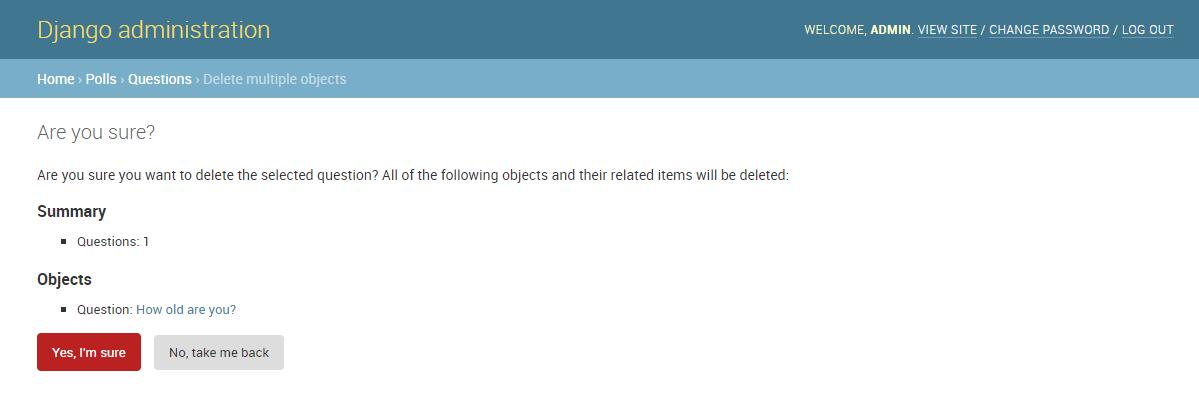 Django administration
WELCOME, ADMIN. VIEW SITE / CHANGE PASSWORD / LOG OUT
Home › Polls › Questions › Delete multiple objects
Are you sure?
Are you sure you want to delete the selected question? All of the following objects and their related items will be deleted:
Summary
Questions: 1
Objects
Question: How old are you?
Yes, I'm sure
No, take me back